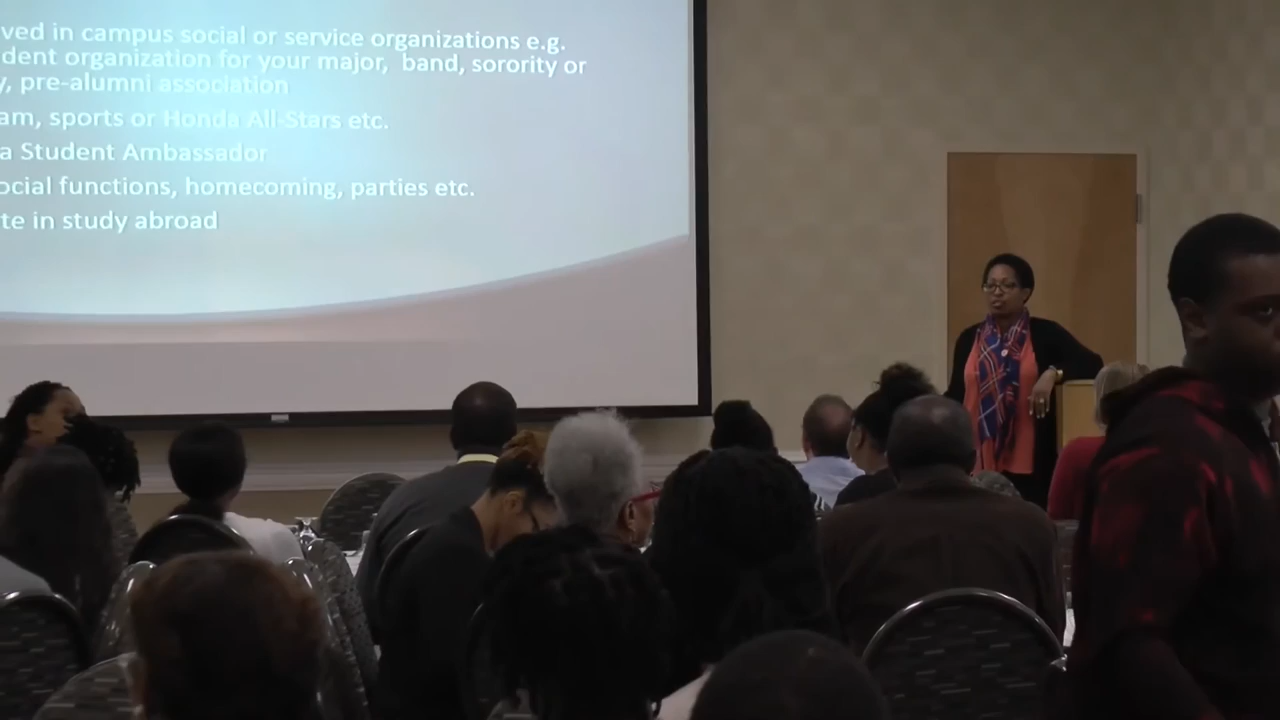 ved in campus social or service organizations e.g.
dent organization for your major, band, sorority or
y, pre-alumni association
am, sports or Honda All-Stars etc.
a Student Ambassador
ocial functions, homecoming, parties etc.
te in study abroad